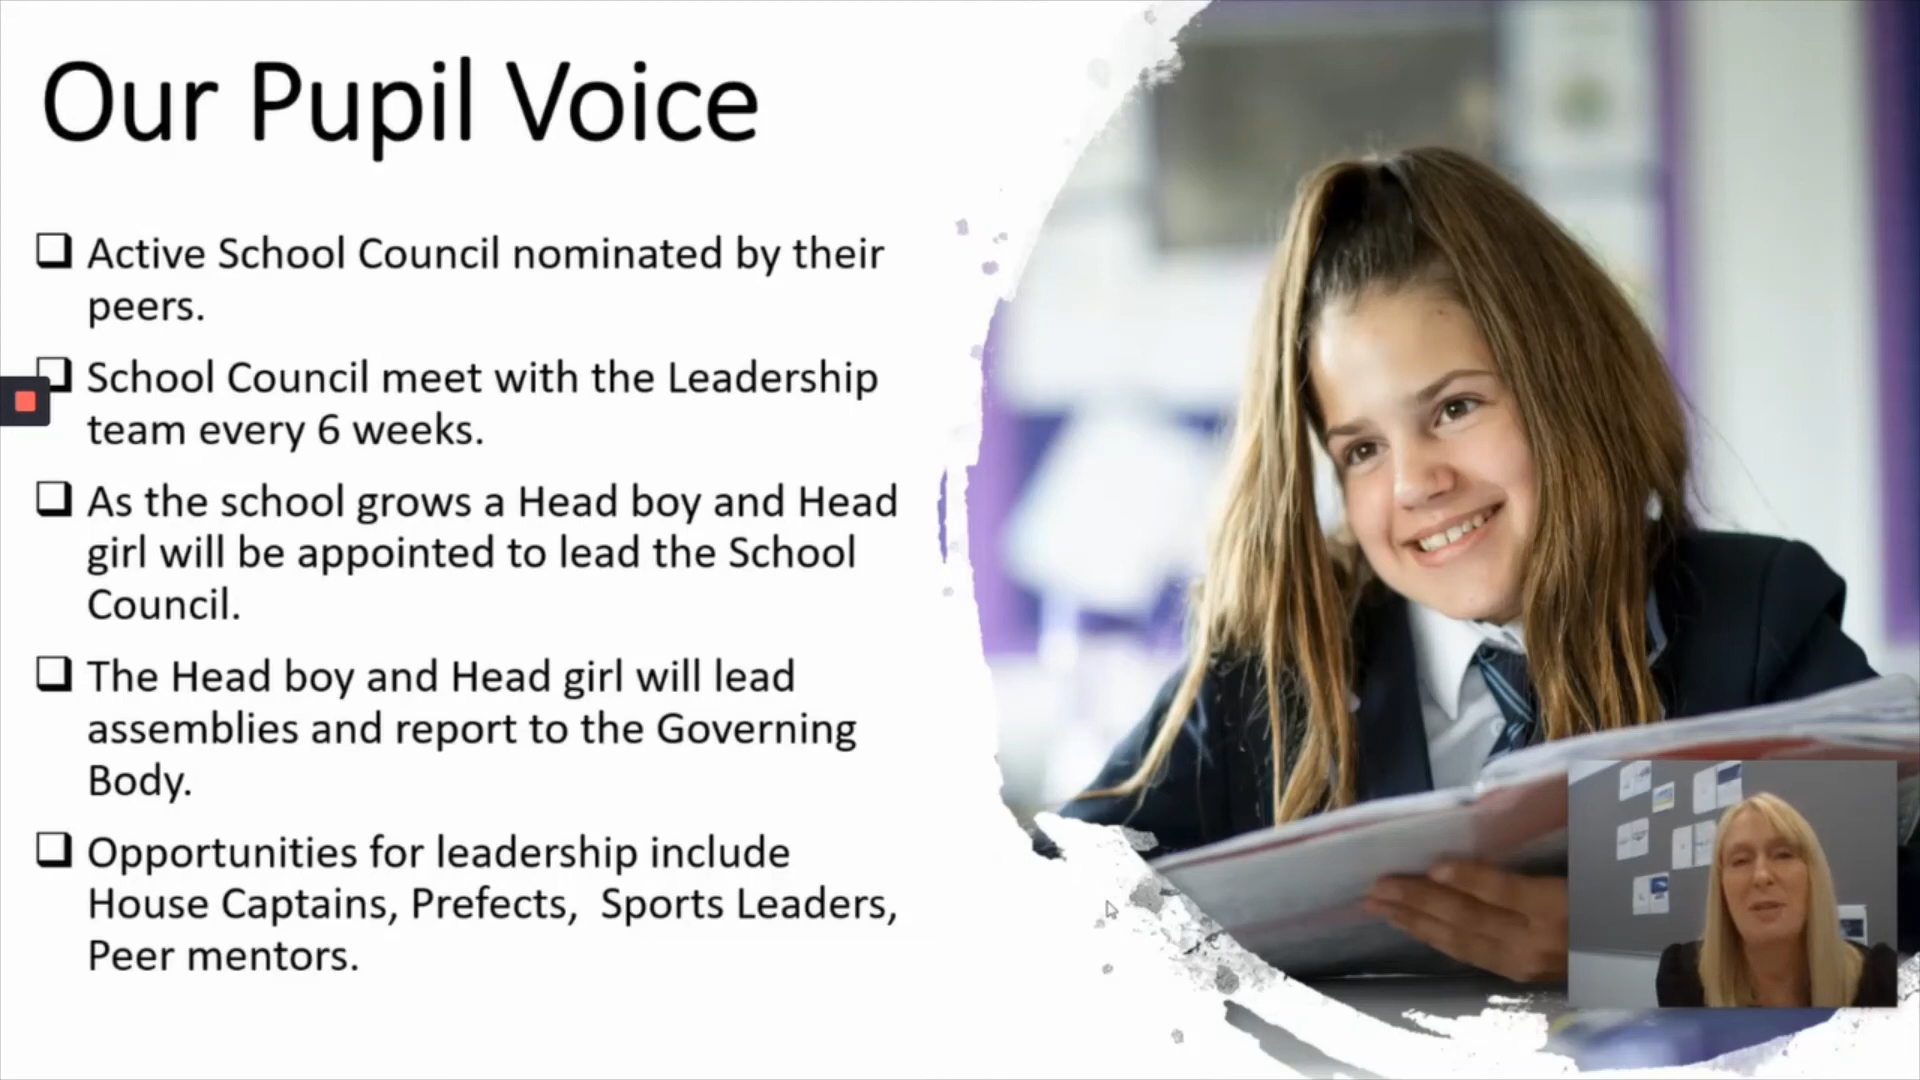 Our Pupil Voice
Active School Council nominated by their
peers.
School Council meet with the Leadership
team every 6 weeks.
As the school grows a Head boy and Head
girl will be appointed to lead the School
Council.
The Head boy and Head girl will lead
assemblies and report to the Governing
Body.
Opportunities for leadership include
House Captains, Prefects,  Sports Leaders,
Peer mentors.